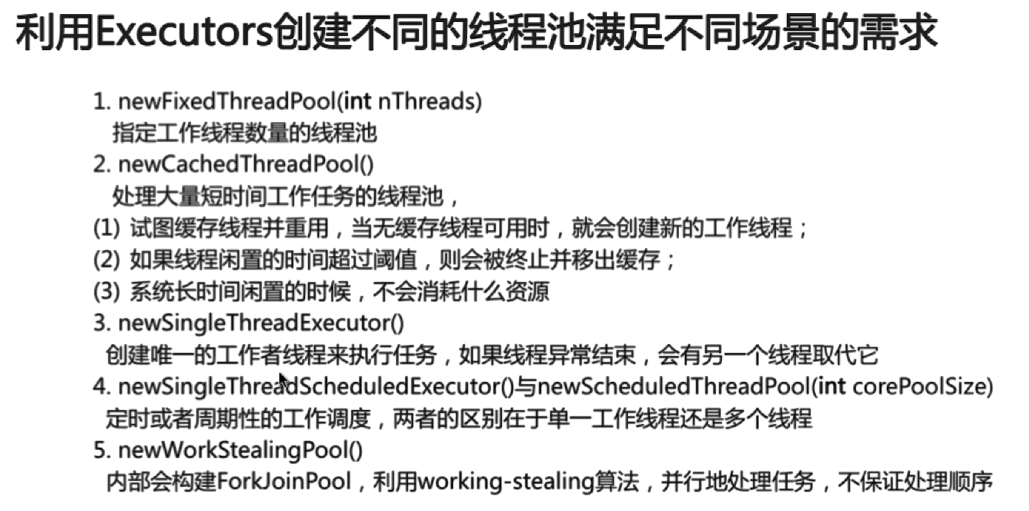 利用Executors创建不同的线程池满足不同场景的需求
1. newFixedThreadPool(int nThreads)
指定工作线程数量的线程池
2. newCachedThreadPool()
处理大量短时间工作任务的线程池，
(1) 试图缓存线程并重用，当无缓存线程可用时，就会创建新的工作线程；
(2) 如果线程闲置的时间超过阈值，则会被终止并移出缓存；
(3) 系统长时间闲置的时候，不会消耗什么资源
3. newSingleThreadExecutor()
创建唯一的工作者线程来执行任务，如果线程异常结束，会有另一个线程取代它
4. newSingleThreadScheduledExecutor()与newScheduledThreadPool(int corePoolSize)
定时或者周期性的工作调度，两者的区别在于单一工作线程还是多个线程
5. newWorkStealingPool()
内部会构建ForkJoinPool，利用working-stealing算法，并行地处理任务，不保证处理顺序